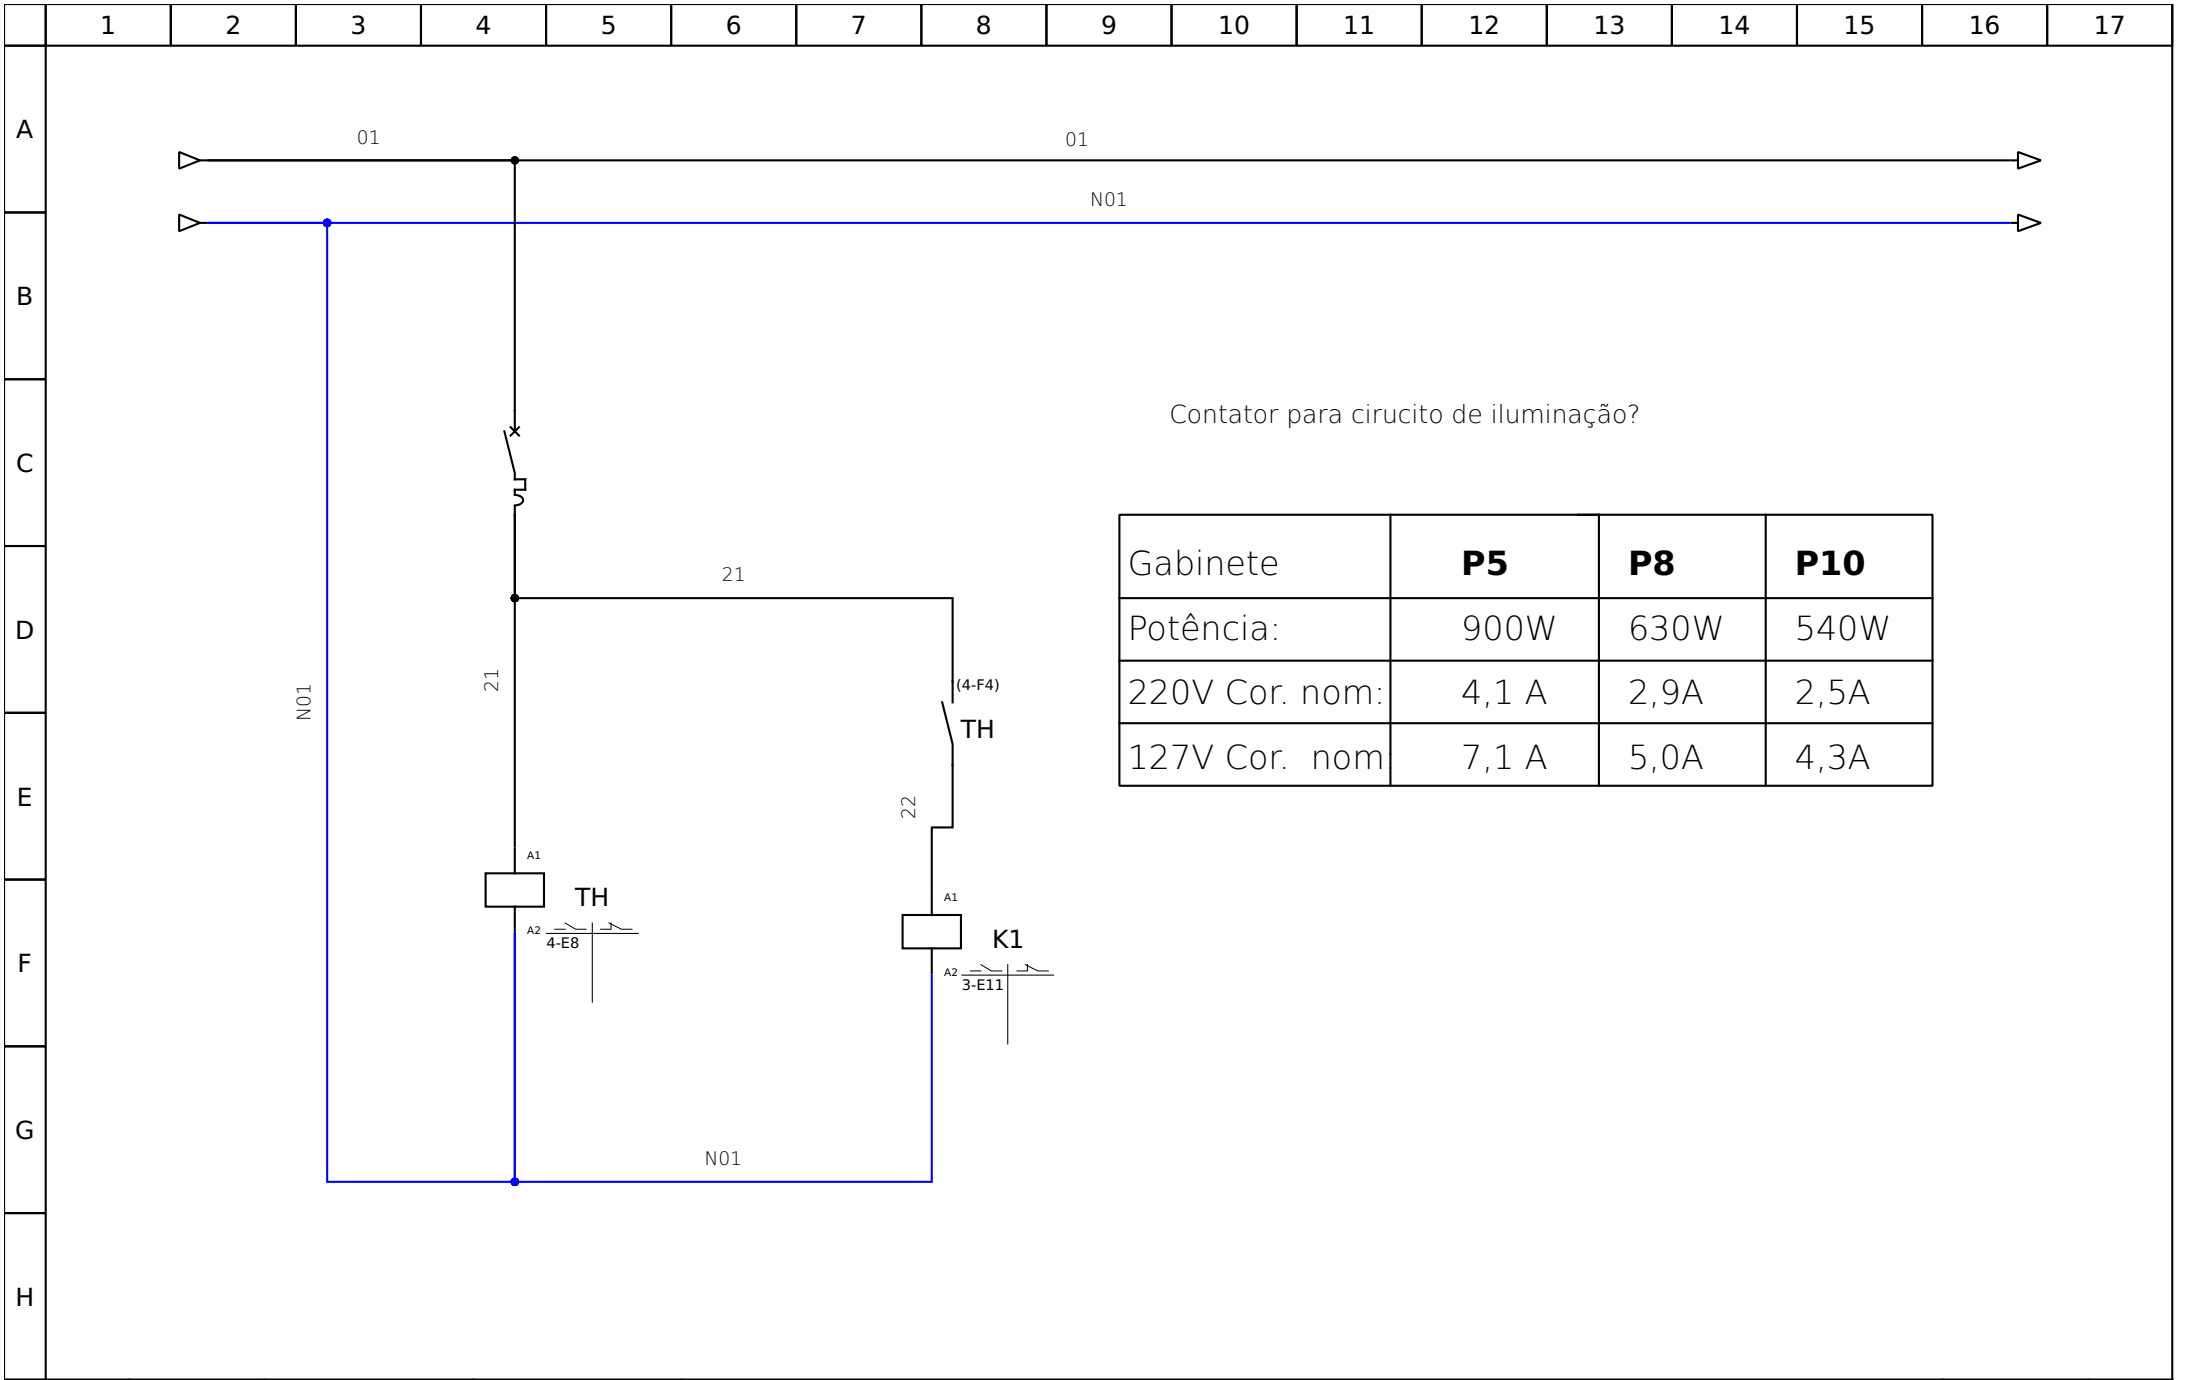 1 2 3 4 5 6 7 8 9 10 11 12 13 14 15 16 17
A
01 01
N01
B
Contator para cirucito de iluminação?
C
Gabinete P5 P8 P10
21
Potência: 900W 630W 540W
D
21
(4-F4)
220V Cor. nom: 4,1 A 2,9A 2,5A
N01
TH
127V Cor. nom: 7,1 A 5,0A 4,3A
E
22
A1
TH
A1
A2
4-E8
K1
F
A2
3-E11
G
N01
H